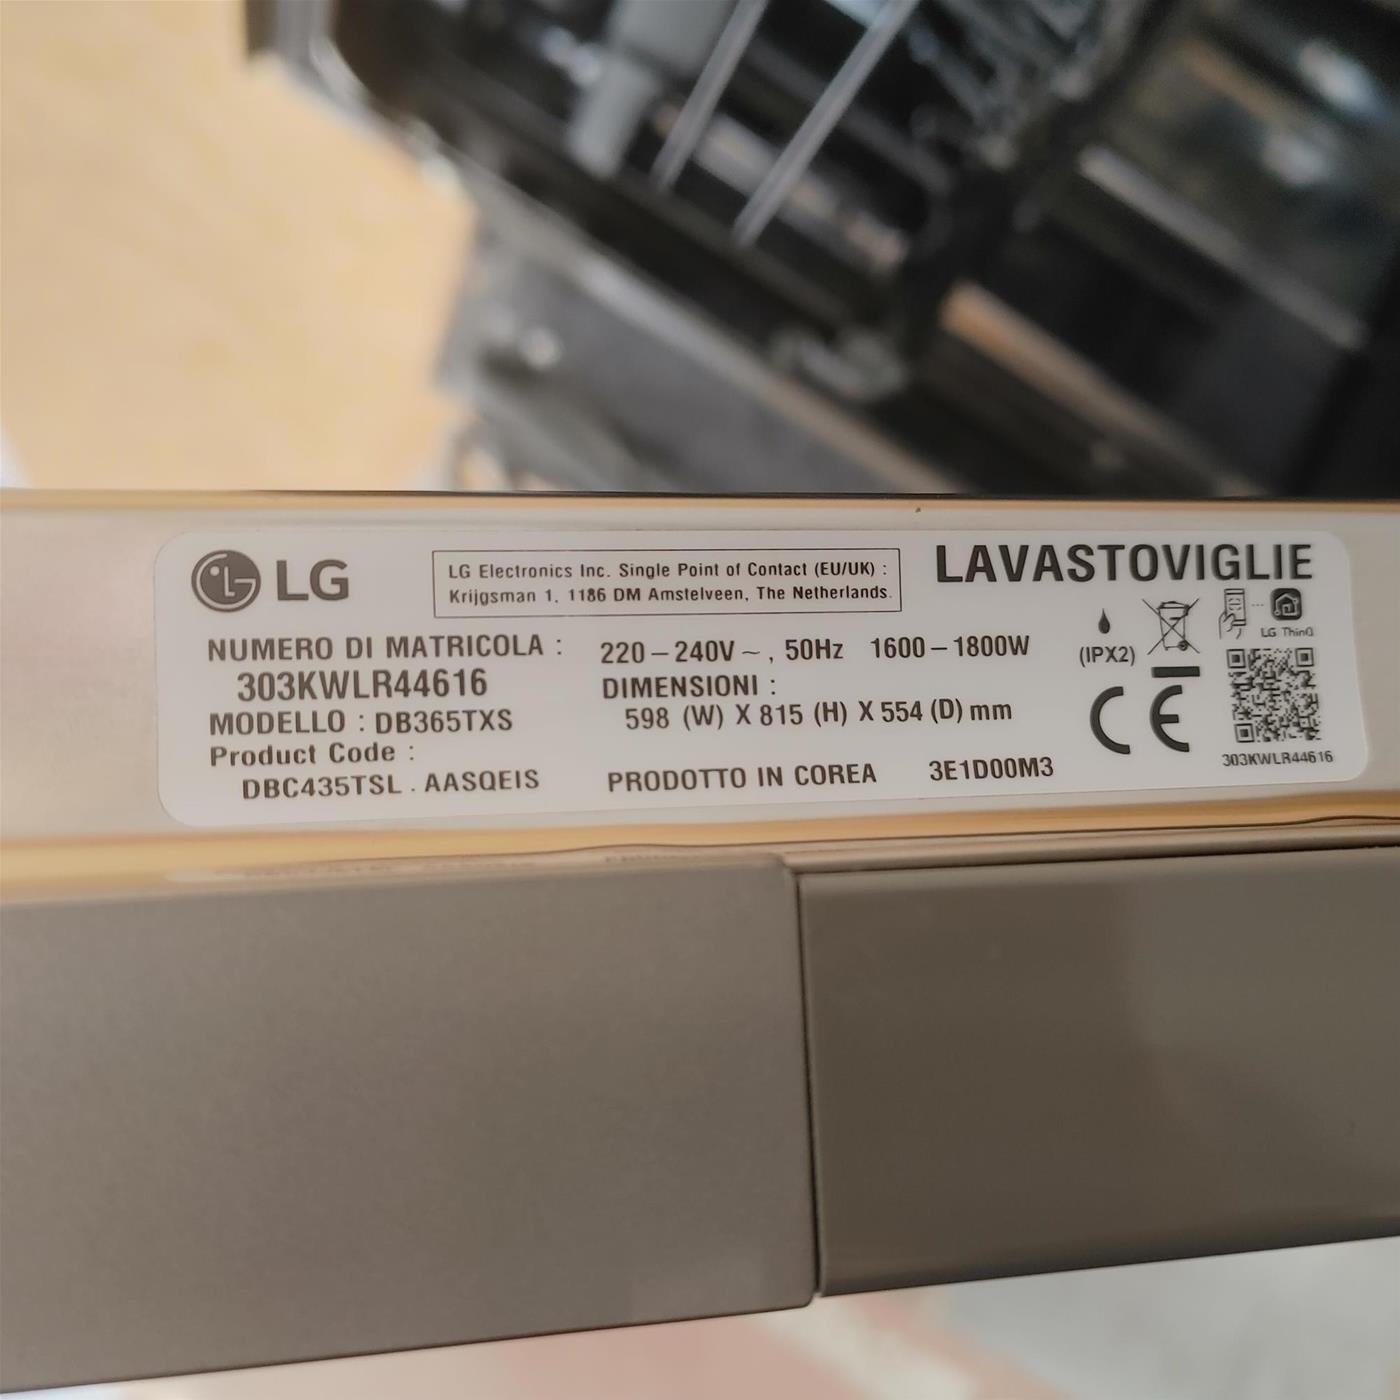 LG
LG Electronics Inc. Single Point of Contact (EU/UK) :
Krijgsman 1, 1186 DM Amstelveen, The Netherlands.
LAVASTOVIGLIE
NUMERO DI MATRICOLA :
303KWLR44616
MODELLO : DB365TXS
Product Code :
DBC435TSL . AASQEIS
220 – 240V ~ , 50Hz 1600 – 1800W
DIMENSIONI :
598 (W) X 815 (H) X 554 (D) mm
PRODOTTO IN COREA 3E1D00M3
(IPX2)
CE
LG ThinQ
303KWLR44616